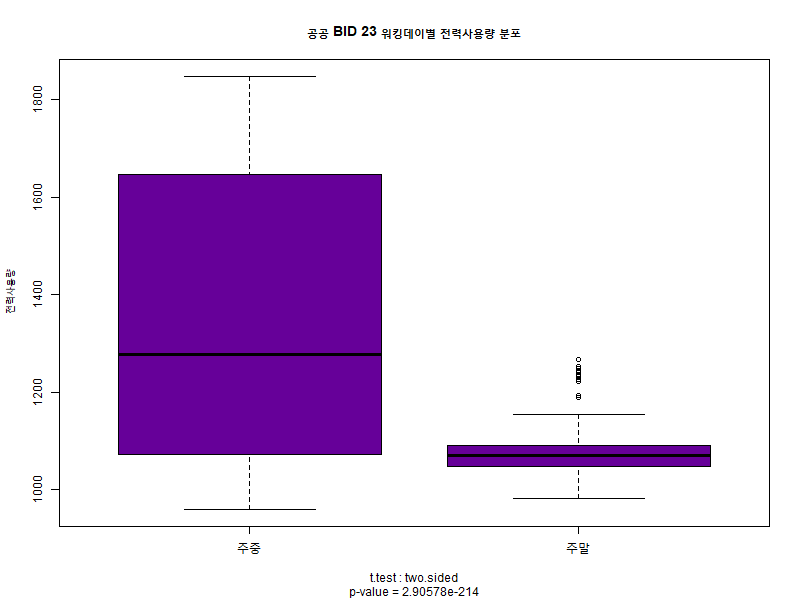 공공 BID 23 워킹데이별 전력사용량 분포
전력사용량
1800
1600
1400
1200
1000
주중
주말
t.test : two.sided
p-value = 2.90578e-214